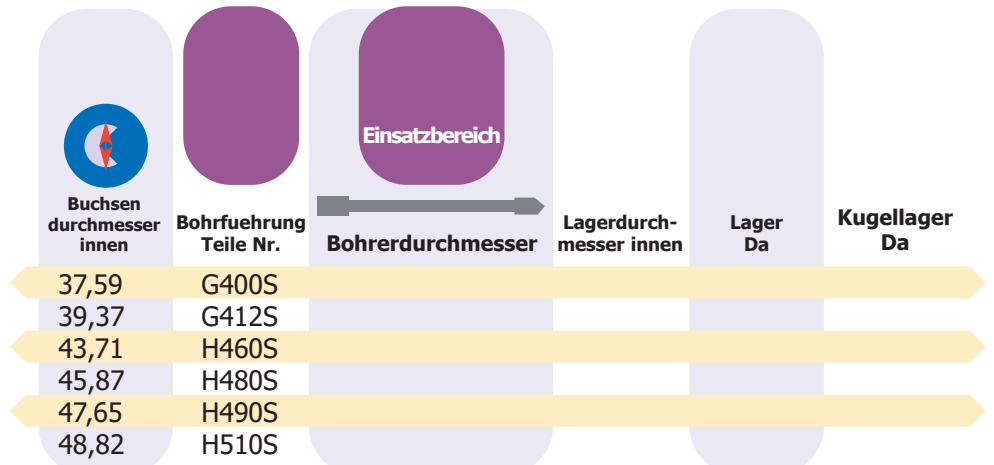 Einsatzbereich
Buchsen
durchmesser
innen
Bohrfuehrung
Teile Nr.
Bohrerdurchmesser
Lagerdurch-
messer innen
Lager
Da
Kugellager
Da
37,59 G400S
39,37 G412S
43,71 H460S
45,87 H480S
47,65 H490S
48,82 H510S